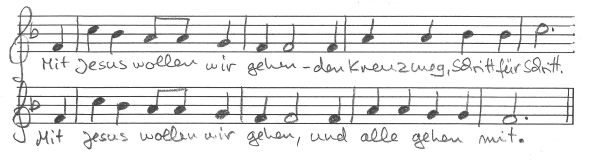 Mit Jesus wollen wir gehen - den Kreuzweg, Schritt für Schritt.
Mit Jesus wollen wir gehen, und alle gehen mit.